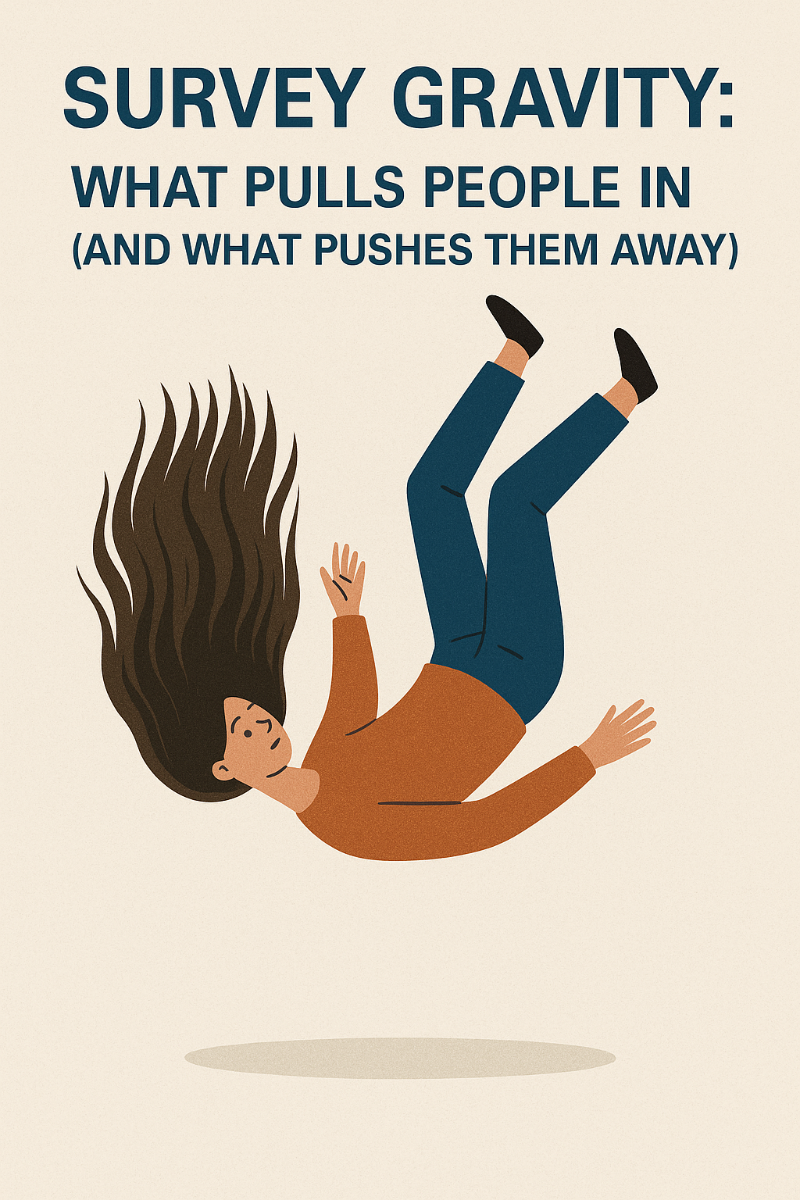 SURVEY GRAVITY:
WHAT PULLS PEOPLE IN
(AND WHAT PUSHES THEM AWAY)